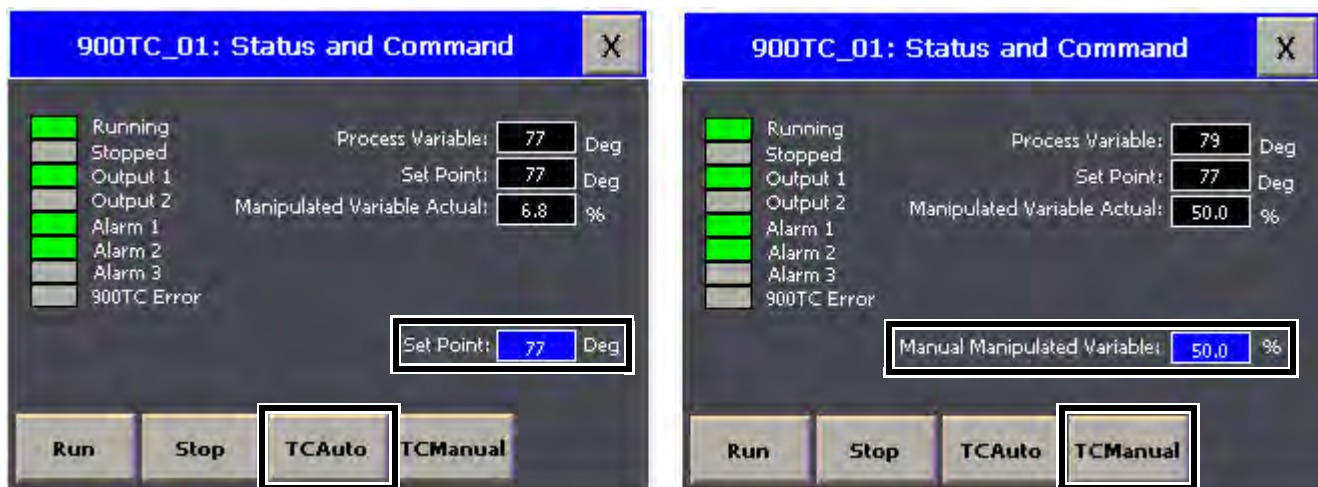 900TC_01: Status and Command X
Running
Stopped
Output 1
Output 2
Alarm 1
Alarm 2
Alarm 3
900TC Error
Process Variable: 77 Deg
Set Point: 77 Deg
Manipulated Variable Actual: 6.8 %
Set Point: 77 Deg
Run Stop TCAuto TCManual
900TC_01: Status and Command X
Running
Stopped
Output 1
Output 2
Alarm 1
Alarm 2
Alarm 3
900TC Error
Process Variable: 79 Deg
Set Point: 77 Deg
Manipulated Variable Actual: 50.0 %
Manual Manipulated Variable: 50.0 %
Run Stop TCAuto TCManual